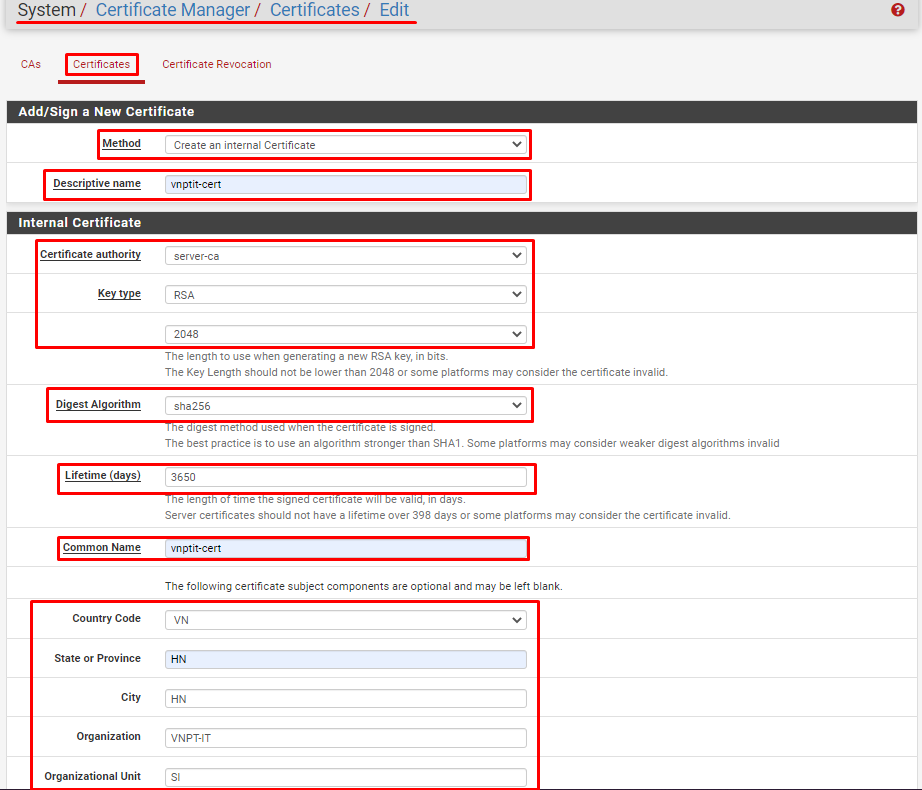 System / Certificate Manager / Certificates / Edit
?
CAs Certificates Certificate Revocation
Add/Sign a New Certificate
Method Create an internal Certificate
Descriptive name vnptit-cert
Internal Certificate
Certificate authority server-ca
Key type RSA
2048
The length to use when generating a new RSA key, in bits.
The Key Length should not be lower than 2048 or some platforms may consider the certificate invalid.
Digest Algorithm sha256
The digest method used when the certificate is signed.
The best practice is to use an algorithm stronger than SHA1. Some platforms may consider weaker digest algorithms invalid
Lifetime (days) 3650
The length of time the signed certificate will be valid, in days.
Server certificates should not have a lifetime over 398 days or some platforms may consider the certificate invalid.
Common Name vnptit-cert
The following certificate subject components are optional and may be left blank.
Country Code VN
State or Province HN
City HN
Organization VNPT-IT
Organizational Unit SI